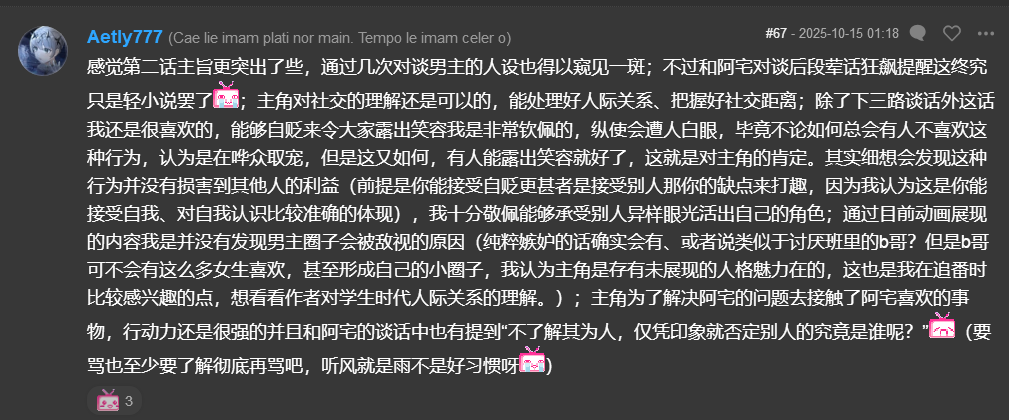 Aetly777 (Cae lie imam plati nor main. Tempo le imam celer o)
#67 - 2025-10-15 01:18
感觉第二话主旨更突出了些，通过几次对谈男主的人设也得以窥见一斑；不过和阿宅对谈后段荤话狂飙提醒这终究
只是轻小说罢了；主角对社交的理解还是可以的，能处理好人际关系、把握好社交距离；除了下三路谈话外这话
我还是很喜欢的，能够自贬来令大家露出笑容我是非常钦佩的，纵使会遭人白眼，毕竟不论如何总会有人不喜欢这
种行为，认为是在哗众取宠，但是这又如何，有人能露出笑容就好了，这就是对主角的肯定。其实细想会发现这种
行为并没有损害到其他人的利益（前提是你能接受自贬更甚者是接受别人那你的缺点来打趣，因为我认为这是你能
接受自我、对自我认识比较准确的体现），我十分敬佩能够承受别人异样眼光活出自己的角色；通过目前动画展现
的内容我是并没有发现男主圈子会被敌视的原因（纯粹嫉妒的话确实会有、或者说类似于讨厌班里的b哥？但是b哥
可不会有这么多女生喜欢，甚至形成自己的小圈子，我认为主角是存有未展现的人格魅力在的，这也是我在追番时
比较感兴趣的点，想看看作者对学生时代人际关系的理解。）；主角为了解决阿宅的问题去接触了阿宅喜欢的事
物，行动力还是很强的并且和阿宅的谈话中也有提到“不了解其为人，仅凭印象就否定别人的究竟是谁呢？”（要
骂也至少要了解彻底再骂吧，听风就是雨不是好习惯呀）
3